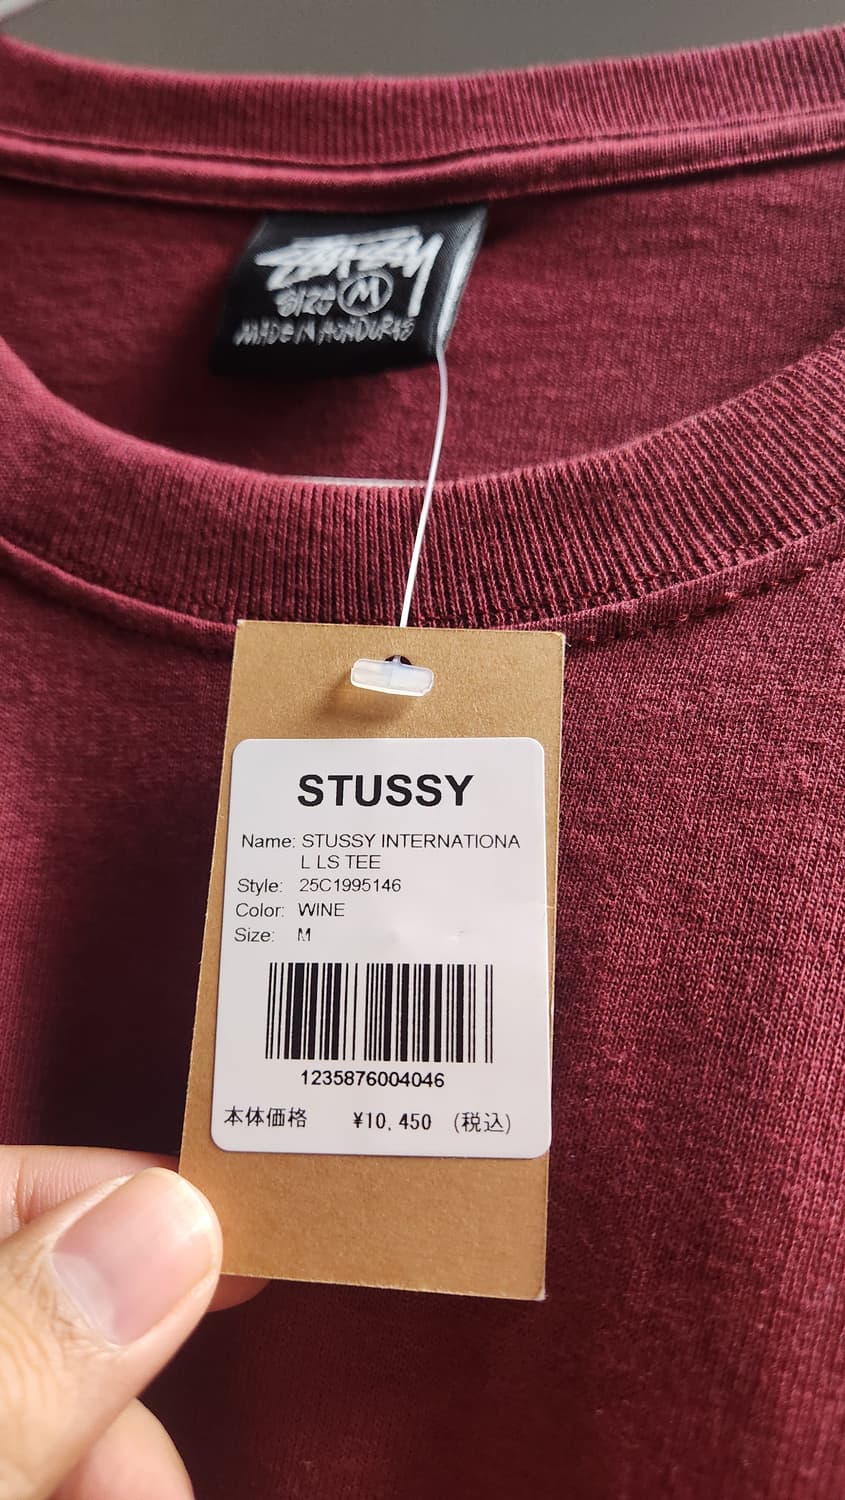 Stüssy
SIZE M
MADE IN HONDURAS
STUSSY
Name: STUSSY INTERNATIONA
L LS TEE
Style: 25C1995146
Color: WINE
Size: M
1235876004046
本体価格 ¥10,450 (税込)